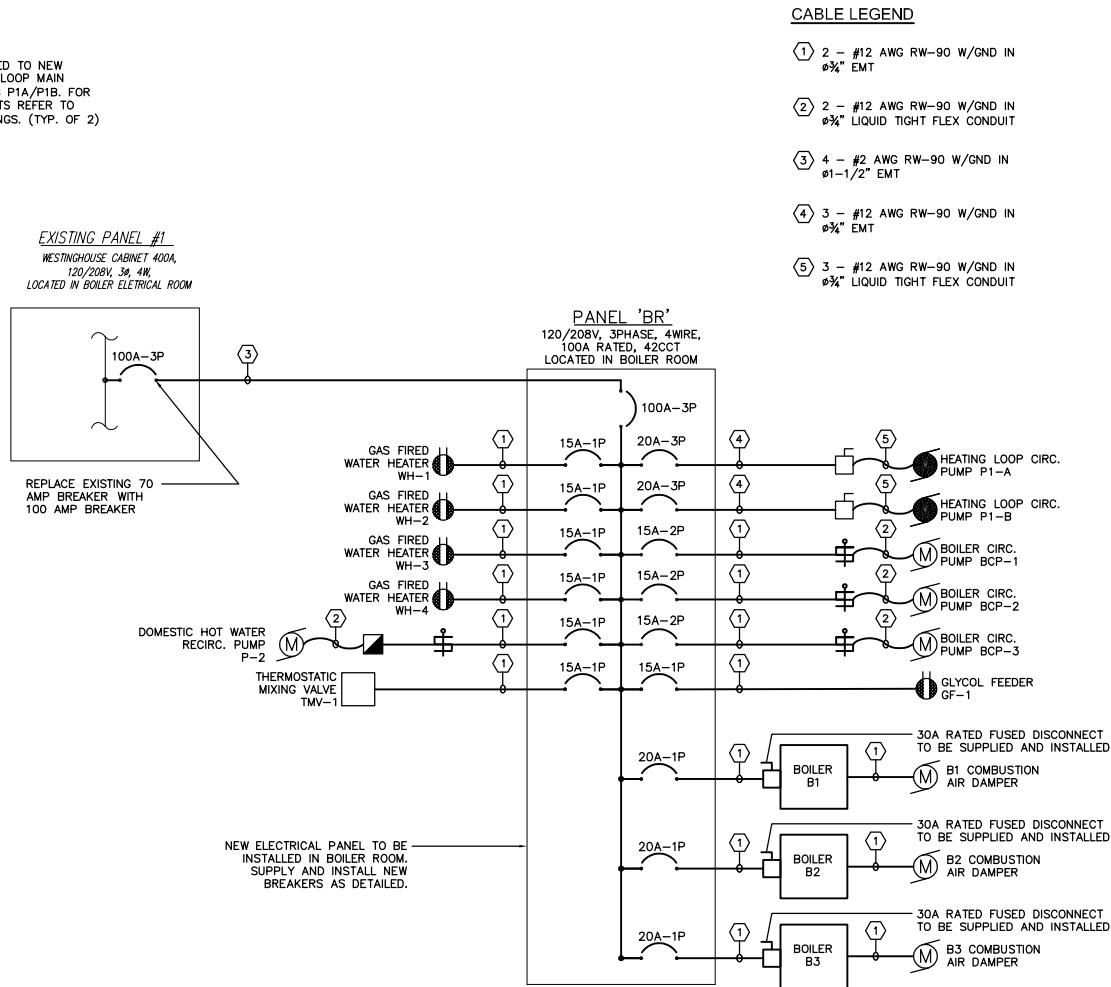 CABLE LEGEND
1 2 - #12 AWG RW-90 W/GND IN
ø¾" EMT
2 2 - #12 AWG RW-90 W/GND IN
ø¾" LIQUID TIGHT FLEX CONDUIT
3 4 - #2 AWG RW-90 W/GND IN
ø1-1/2" EMT
4 3 - #12 AWG RW-90 W/GND IN
ø¾" EMT
5 3 - #12 AWG RW-90 W/GND IN
ø¾" LIQUID TIGHT FLEX CONDUIT
TO NEW
LOOP MAIN
P1A/P1B. FOR
REFER TO
(TYP. OF 2)
EXISTING PANEL #1
WESTINGHOUSE CABINET 400A,
120/208V, 3ø, 4W,
LOCATED IN BOILER ELETRICAL ROOM
100A-3P
3
REPLACE EXISTING 70
AMP BREAKER WITH
100 AMP BREAKER
PANEL 'BR'
120/208V, 3PHASE, 4WIRE,
100A RATED, 42CCT
LOCATED IN BOILER ROOM
100A-3P
GAS FIRED
WATER HEATER
WH-1
1
15A-1P
20A-3P
4
5
HEATING LOOP CIRC.
PUMP P1-A
GAS FIRED
WATER HEATER
WH-2
1
15A-1P
20A-3P
4
5
HEATING LOOP CIRC.
PUMP P1-B
GAS FIRED
WATER HEATER
WH-3
1
15A-1P
15A-2P
1
2
M
BOILER CIRC.
PUMP BCP-1
GAS FIRED
WATER HEATER
WH-4
1
15A-1P
15A-2P
1
2
M
BOILER CIRC.
PUMP BCP-2
DOMESTIC HOT WATER
RECIRC. PUMP
P-2
M
2
1
15A-1P
15A-2P
1
2
M
BOILER CIRC.
PUMP BCP-3
THERMOSTATIC
MIXING VALVE
TMV-1
1
15A-1P
15A-1P
1
GLYCOL FEEDER
GF-1
20A-1P
1
BOILER
B1
1
30A RATED FUSED DISCONNECT
TO BE SUPPLIED AND INSTALLED
M
B1 COMBUSTION
AIR DAMPER
NEW ELECTRICAL PANEL TO BE
INSTALLED IN BOILER ROOM.
SUPPLY AND INSTALL NEW
BREAKERS AS DETAILED.
20A-1P
1
BOILER
B2
1
30A RATED FUSED DISCONNECT
TO BE SUPPLIED AND INSTALLED
M
B2 COMBUSTION
AIR DAMPER
20A-1P
1
BOILER
B3
1
30A RATED FUSED DISCONNECT
TO BE SUPPLIED AND INSTALLED
M
B3 COMBUSTION
AIR DAMPER